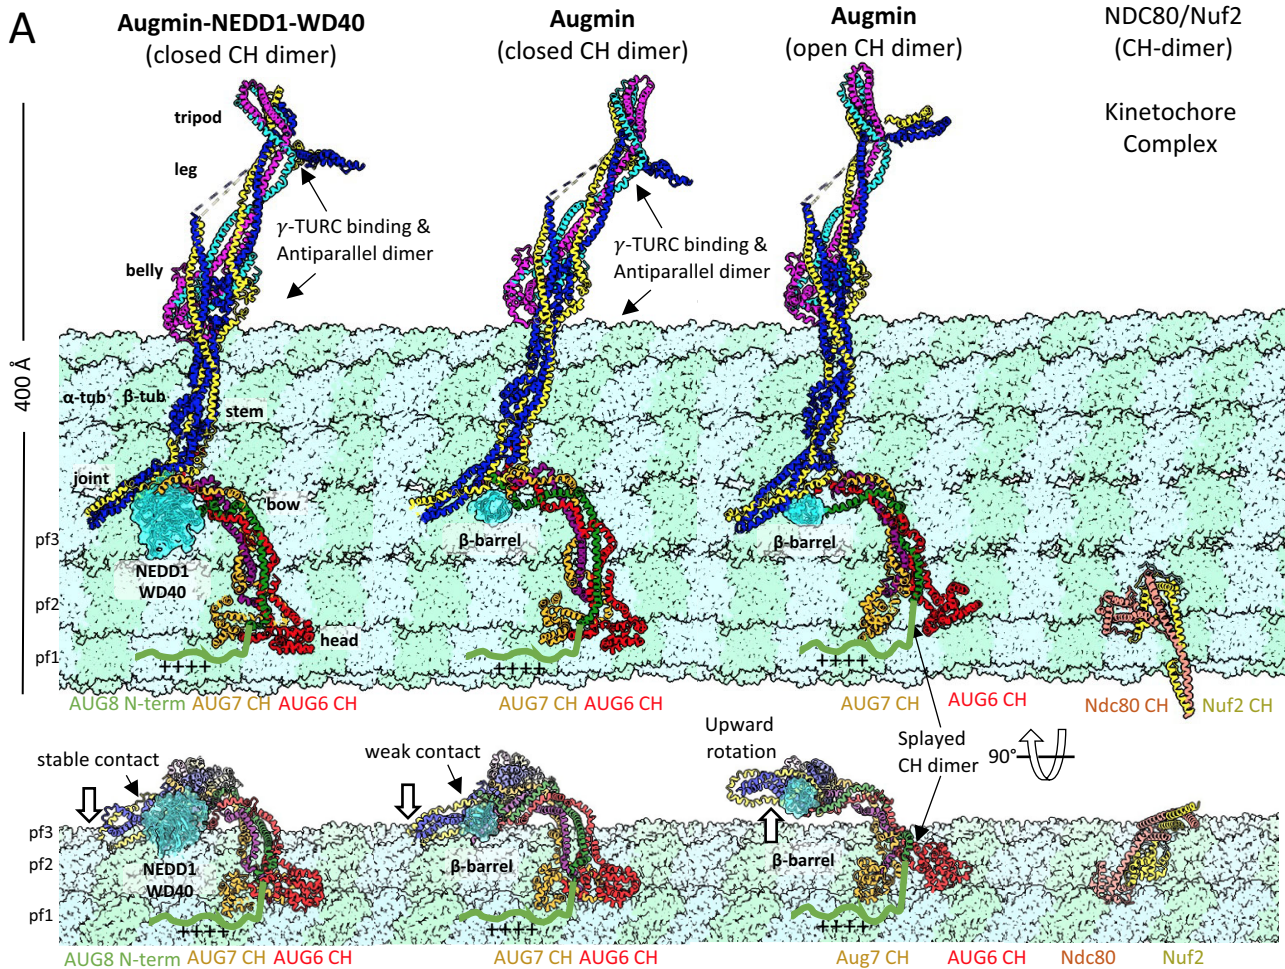 A
Augmin-NEDD1-WD40
(closed CH dimer)
Augmin
(closed CH dimer)
Augmin
(open CH dimer)
NDC80/Nuf2
(CH-dimer)
Kinetochore
Complex
400 Å
tripod
leg
belly
γ-TURC binding &
Antiparallel dimer
γ-TURC binding &
Antiparallel dimer
α-tub
β-tub
stem
joint
bow
pf3
pf2
pf1
NEDD1
WD40
head
++++
β-barrel
++++
β-barrel
++++
AUG8 N-term
AUG7 CH
AUG6 CH
AUG7 CH
AUG6 CH
AUG7 CH
AUG6 CH
Ndc80 CH
Nuf2 CH
stable contact
weak contact
Upward
rotation
Splayed
CH dimer
90°
pf3
pf2
pf1
NEDD1
WD40
++++
β-barrel
++++
β-barrel
++++
AUG8 N-term
AUG7 CH
AUG6 CH
AUG7 CH
AUG6 CH
Aug7 CH
AUG6 CH
Ndc80
Nuf2